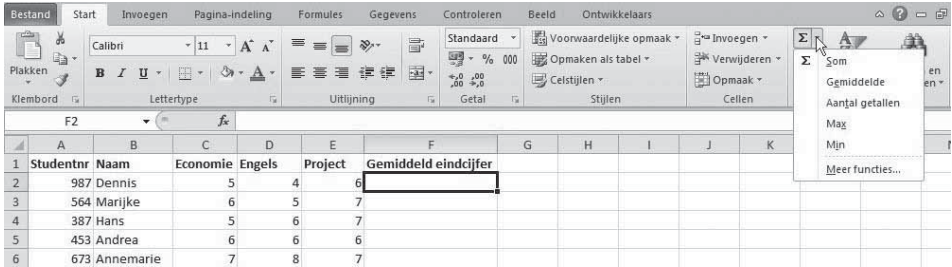 Bestand Start Invoegen Pagina-indeling Formules Gegevens Controleren Beeld Ontwikkelaars
Calibri 11 A A Standaard Voorwaardelijke opmaak Invoegen Σ
Plakken B I U A % 000 Opmaken als tabel Verwijderen en
Celstijlen Opmaak en
Klembord Lettertype Uitlijning Getal Stijlen Cellen
Σ Som
Gemiddelde
Aantal getallen
Max
Min
Meer functies...
F2 fx
A B C D E F G H I J K
1 Studentnr Naam Economie Engels Project Gemiddeld eindcijfer
2 987 Dennis 5 4 6
3 564 Marijke 6 5 7
4 387 Hans 5 6 7
5 453 Andrea 6 6 6
6 673 Annemarie 7 8 7